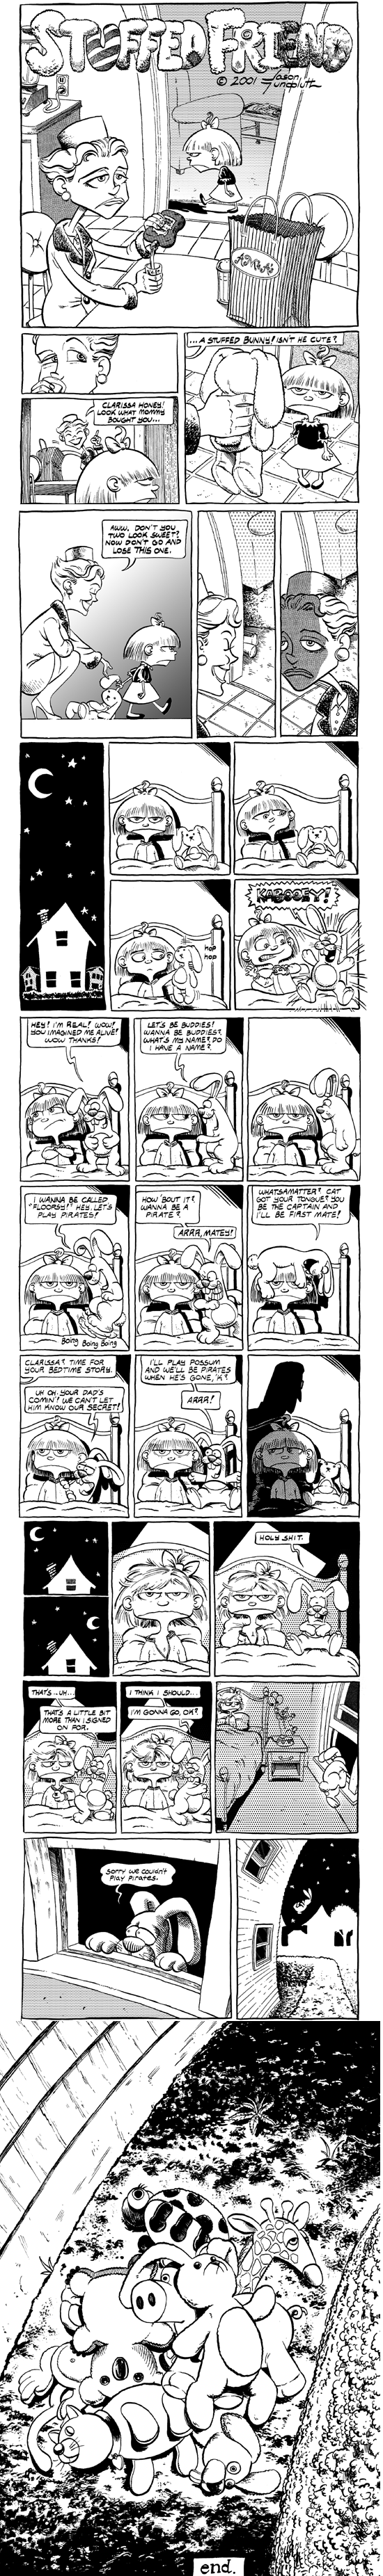 STUFFED FRIEND
© 2001 Jason Yungbluth
CLARISSA HONEY!
LOOK WHAT MOMMY
BOUGHT YOU...
...A STUFFED BUNNY! ISN'T HE CUTE?
AWW, DON'T YOU
TWO LOOK SWEET?
NOW DON'T GO AND
LOSE THIS ONE.
HOP
HOP
KABOOEY!
HEY! I'M REAL! WOW!
YOU IMAGINED ME ALIVE!
WOW THANKS!
LET'S BE BUDDIES!
WANNA BE BUDDIES?
WHAT'S MY NAME? DO
I HAVE A NAME?
I WANNA BE CALLED
"FLOORSY!" HEY, LET'S
PLAY PIRATES!
BOING BOING BOING
HOW 'BOUT IT?
WANNA BE A
PIRATE?
ARRR, MATEY!
WHATSAMATTER? CAT
GOT YOUR TONGUE? YOU
BE THE CAPTAIN AND
I'LL BE FIRST MATE!
CLARISSA? TIME FOR
YOUR BEDTIME STORY.
UH OH. YOUR DAD'S
COMIN'! WE CAN'T LET
HIM KNOW OUR SECRET!
I'LL PLAY POSSUM
AND WE'LL BE PIRATES
WHEN HE'S GONE, 'K?
ARRR!
HOLY SHIT.
THAT'S ..UH...
THAT'S A LITTLE BIT
MORE THAN I SIGNED
ON FOR.
I THINK I SHOULD...
I'M GONNA GO, OK?
SORRY WE COULDN'T
PLAY PIRATES.
end.